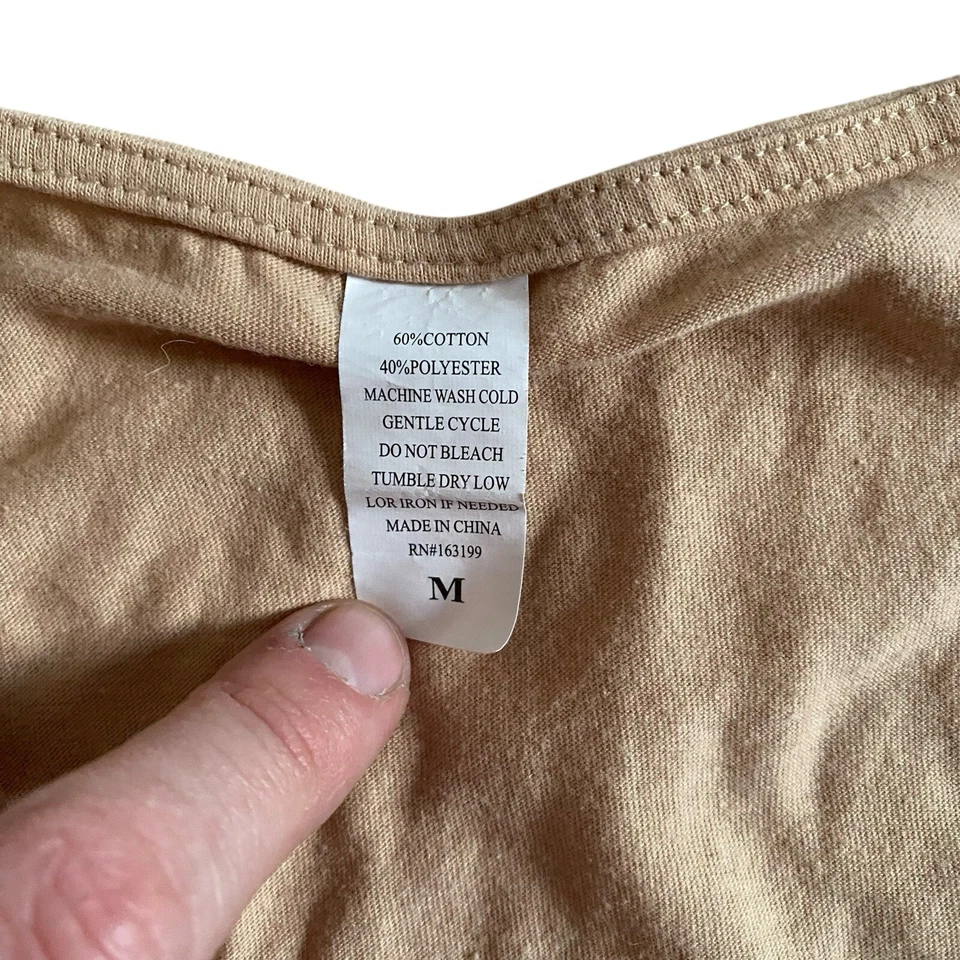 60%COTTON
40%POLYESTER
MACHINE WASH COLD
GENTLE CYCLE
DO NOT BLEACH
TUMBLE DRY LOW
LOR IRON IF NEEDED
MADE IN CHINA
RN#163199
M